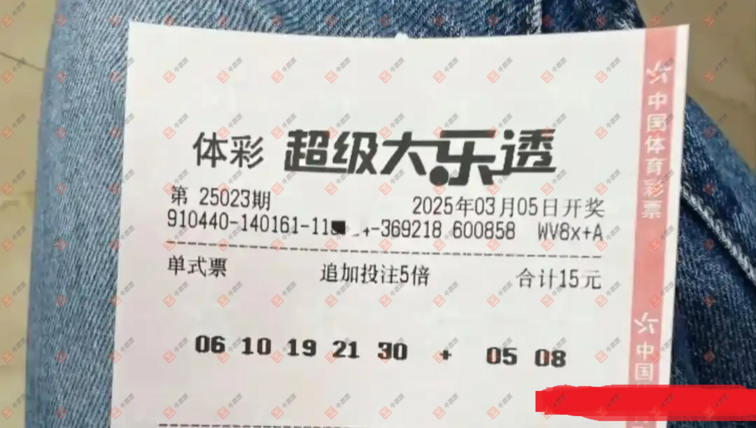 体彩 超级大乐透
第 25023期 2025年03月05日开奖
910440-140161-11 -369218 600858 WV8x+A
单式票 追加投注5倍 合计15元
06 10 19 21 30 + 05 08
中国体育彩票
中国